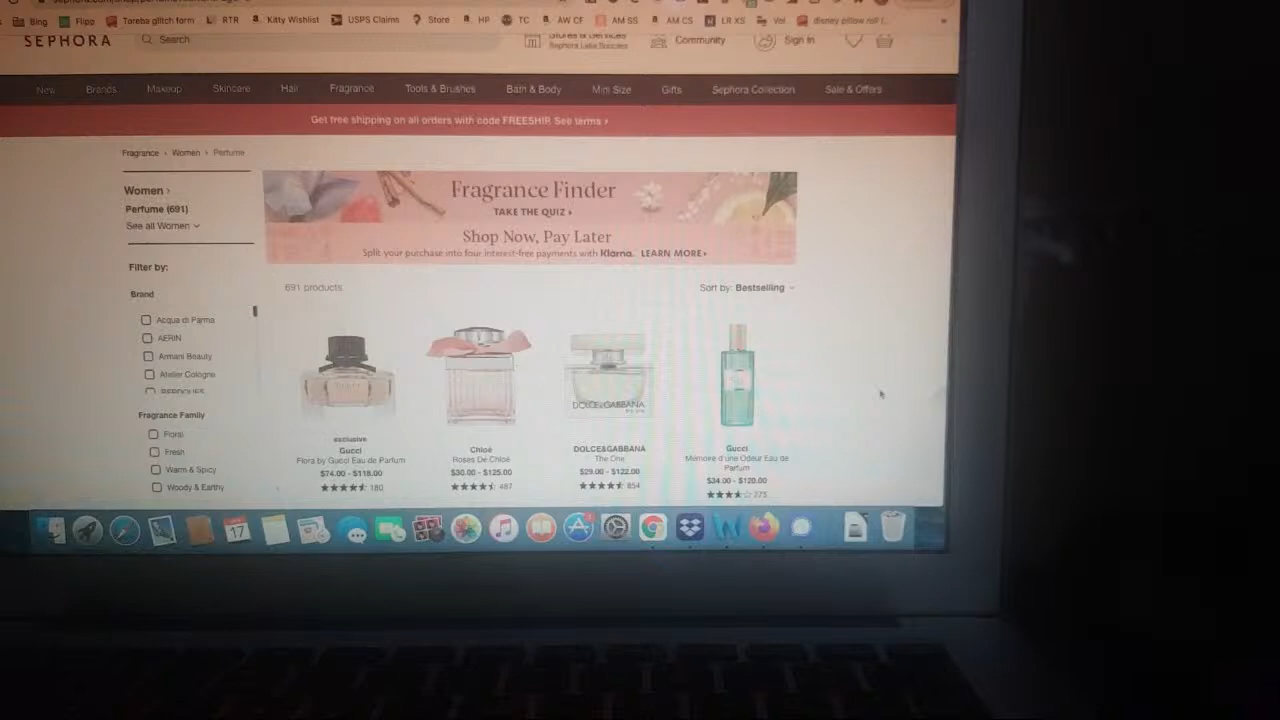 Bing Flipp Toreba glitch form RTR Kitty Wishlist USPS Claims Store HP TC AW CF AM SS AM CS LR XS Vol
SEPHORA Search Stores & Services Community Sign In
New Brands Makeup Skincare Hair Fragrance Tools & Brushes Bath & Body Mini Size Gifts Sephora Collection Sale & Offers
Get free shipping on all orders with code FREESHIP. See terms ›
Fragrance › Women › Perfume
Women ›
Perfume (691)
See all Women
Fragrance Finder
TAKE THE QUIZ ›
Shop Now, Pay Later
Split your purchase into four interest-free payments with Klarna. LEARN MORE›
Filter by:
691 products
Sort by: Bestselling
Brand
Acqua di Parma
AERIN
Armani Beauty
Atelier Cologne
Fragrance Family
Floral
Fresh
Warm & Spicy
Woody & Earthy
DOLCE&GABBANA
exclusive
Gucci
Flora by Gucci Eau de Parfum
$74.00 - $118.00
180
Chloé
Roses De Chloé
$30.00 - $125.00
487
DOLCE&GABBANA
The One
$29.00 - $122.00
854
Gucci
Mémoire d'une Odeur Eau de
Parfum
$34.00 - $120.00
775
17